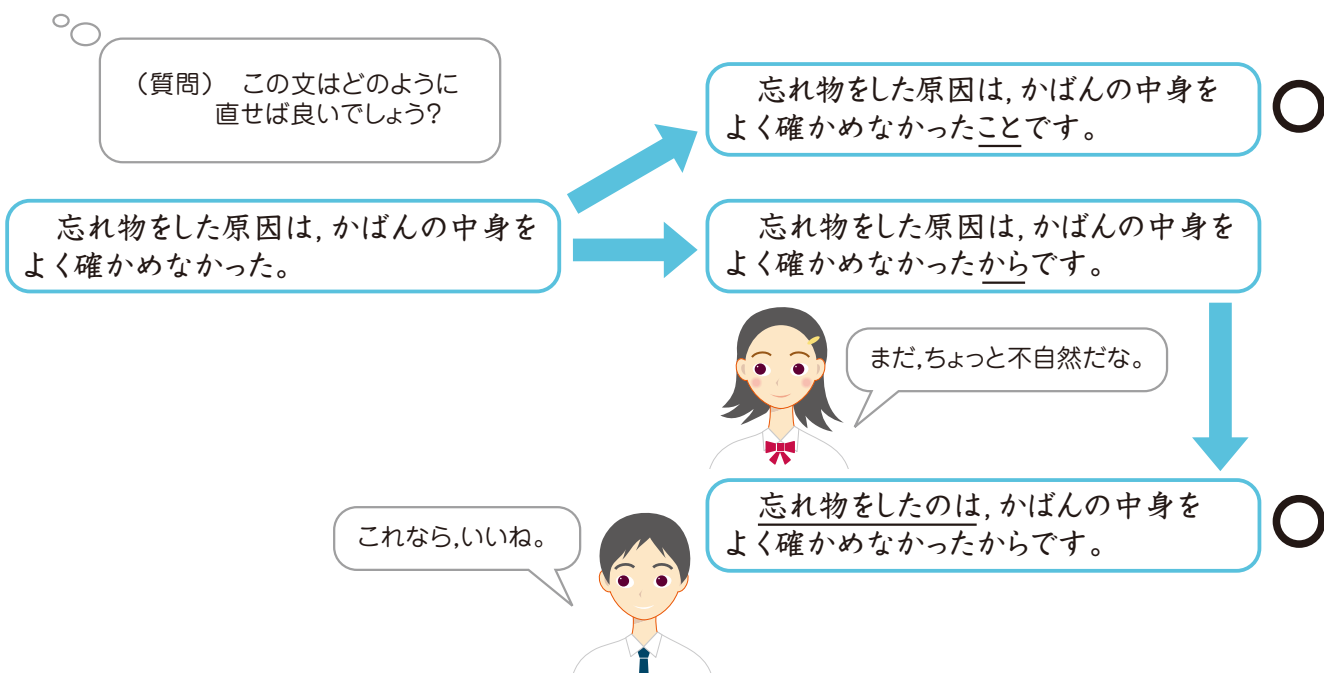 (質問) この文はどのように
直せば良いでしょう?
忘れ物をした原因は,かばんの中身を
よく確かめなかった。
忘れ物をした原因は,かばんの中身を
よく確かめなかったことです。
忘れ物をした原因は,かばんの中身を
よく確かめなかったからです。
まだ,ちょっと不自然だな。
忘れ物をしたのは,かばんの中身を
よく確かめなかったからです。
これなら,いいね。